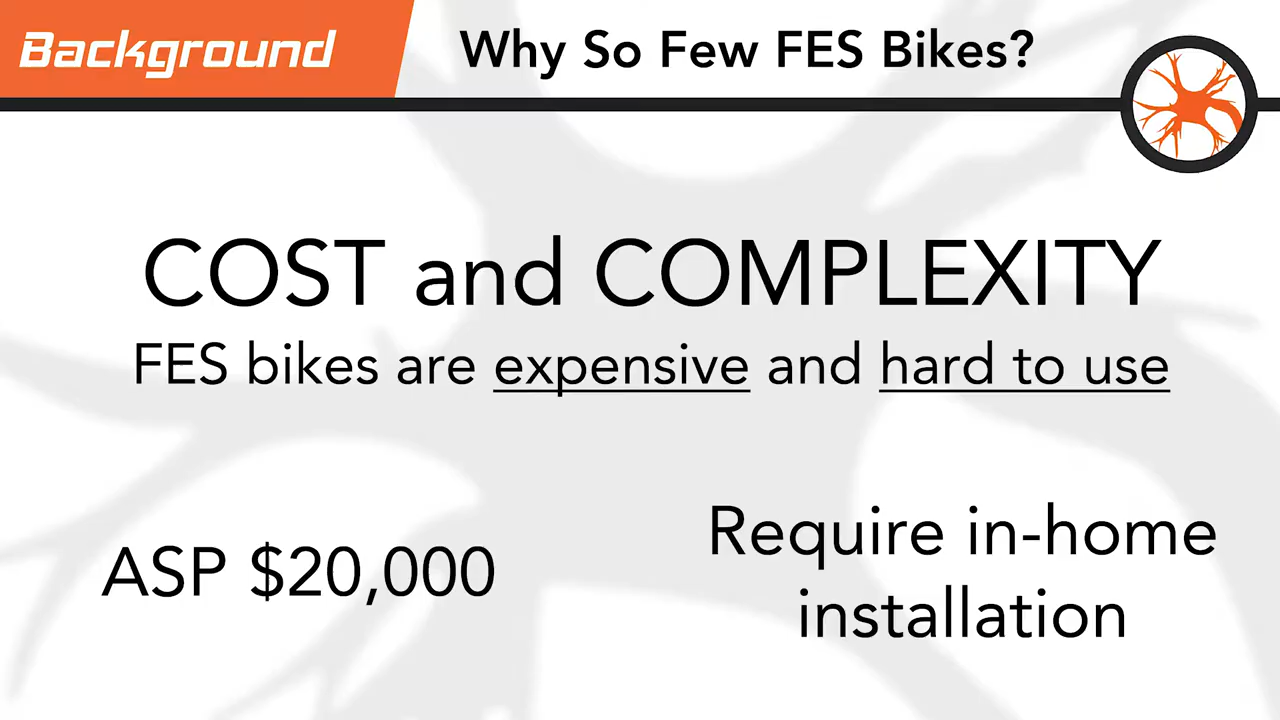 Background
Why So Few FES Bikes?
COST and COMPLEXITY
FES bikes are expensive and hard to use
ASP $20,000
Require in-home
installation